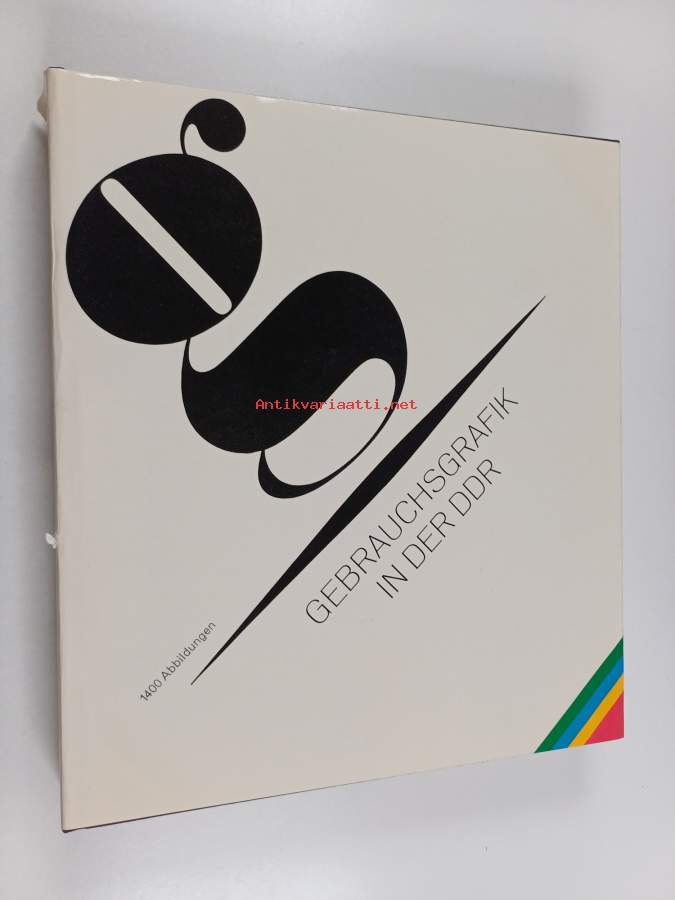 g
Antikvariaatti.net
GEBRAUCHSGRAFIK
IN DER DDR
1400 Abbildungen